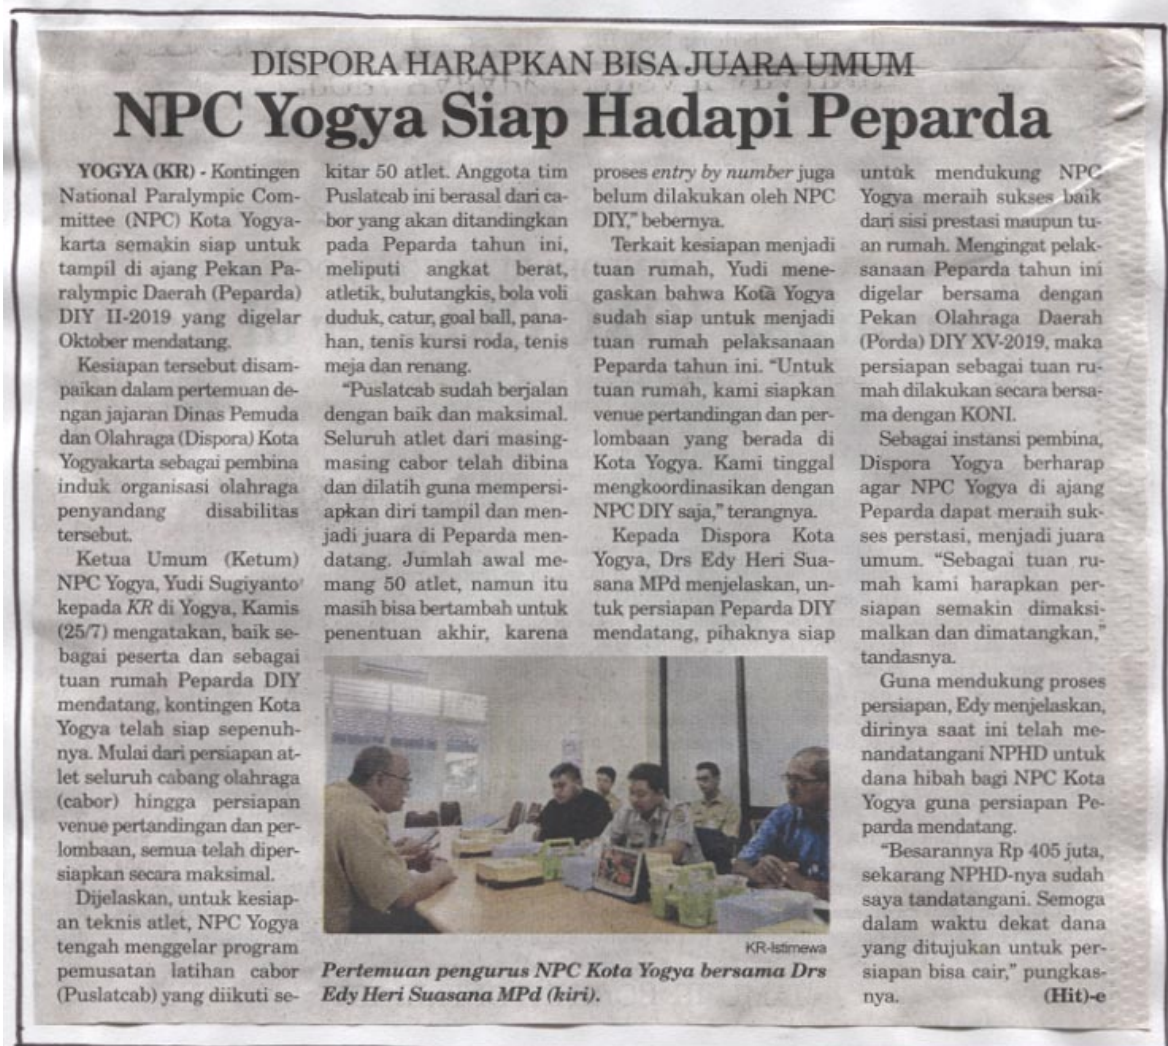 DISPORA HARAPKAN BISA JUARA UMUM
NPC Yogya Siap Hadapi Peparda
YOGYA (KR) - Kontingen
National Paralympic Com-
mittee (NPC) Kota Yogya-
karta semakin siap untuk
tampil di ajang Pekan Pa-
ralympic Daerah (Peparda)
DIY II-2019 yang digelar
Oktober mendatang.
Kesiapan tersebut disam-
paikan dalam pertemuan de-
ngan jajaran Dinas Pemuda
dan Olahraga (Dispora) Kota
Yogyakarta sebagai pembina
induk organisasi olahraga
penyandang disabilitas
tersebut.
Ketua Umum (Ketum)
NPC Yogya, Yudi Sugiyanto
kepada KR di Yogya, Kamis
(25/7) mengatakan, baik se-
bagai peserta dan sebagai
tuan rumah Peparda DIY
mendatang, kontingen Kota
Yogya telah siap sepenuh-
nya. Mulai dari persiapan at-
let seluruh cabang olahraga
(cabor) hingga persiapan
venue pertandingan dan per-
lombaan, semua telah diper-
siapkan secara maksimal.
Dijelaskan, untuk kesiap-
an teknis atlet, NPC Yogya
tengah menggelar program
pemusatan latihan cabor
(Puslatcab) yang diikuti se-
kitar 50 atlet. Anggota tim
Puslatcab ini berasal dari ca-
bor yang akan ditandingkan
pada Peparda tahun ini,
meliputi angkat berat,
atletik, bulutangkis, bola voli
duduk, catur, goal ball, pana-
han, tenis kursi roda, tenis
meja dan renang.
"Puslatcab sudah berjalan
dengan baik dan maksimal.
Seluruh atlet dari masing-
masing cabor telah dibina
dan dilatih guna mempersi-
apkan diri tampil dan men-
jadi juara di Peparda men-
datang. Jumlah awal me-
mang 50 atlet, namun itu
masih bisa bertambah untuk
penentuan akhir, karena
proses entry by number juga
belum dilakukan oleh NPC
DIY," bebernya.
Terkait kesiapan menjadi
tuan rumah, Yudi mene-
gaskan bahwa Kota Yogya
sudah siap untuk menjadi
tuan rumah pelaksanaan
Peparda tahun ini. "Untuk
tuan rumah, kami siapkan
venue pertandingan dan per-
lombaan yang berada di
Kota Yogya. Kami tinggal
mengkoordinasikan dengan
NPC DIY saja," terangnya.
Kepada Dispora Kota
Yogya, Drs Edy Heri Sua-
sana MPd menjelaskan, un-
tuk persiapan Peparda DIY
mendatang, pihaknya siap
untuk mendukung NPC
Yogya meraih sukses baik
dari sisi prestasi maupun tu-
an rumah. Mengingat pelak-
sanaan Peparda tahun ini
digelar bersama dengan
Pekan Olahraga Daerah
(Porda) DIY XV-2019, maka
persiapan sebagai tuan ru-
mah dilakukan secara bersa-
ma dengan KONI.
Sebagai instansi pembina,
Dispora Yogya berharap
agar NPC Yogya di ajang
Peparda dapat meraih suk-
ses perstasi, menjadi juara
umum. "Sebagai tuan ru-
mah kami harapkan per-
siapan semakin dimaksi-
malkan dan dimatangkan,"
tandasnya.
Guna mendukung proses
persiapan, Edy menjelaskan,
dirinya saat ini telah me-
nandatangani NPHD untuk
dana hibah bagi NPC Kota
Yogya guna persiapan Pe-
parda mendatang.
"Besarannya Rp 405 juta,
sekarang NPHD-nya sudah
saya tandatangani. Semoga
dalam waktu dekat dana
yang ditujukan untuk per-
siapan bisa cair," pungkas-
nya. (Hit)-e
KR-Istimewa
Pertemuan pengurus NPC Kota Yogya bersama Drs
Edy Heri Suasana MPd (kiri).